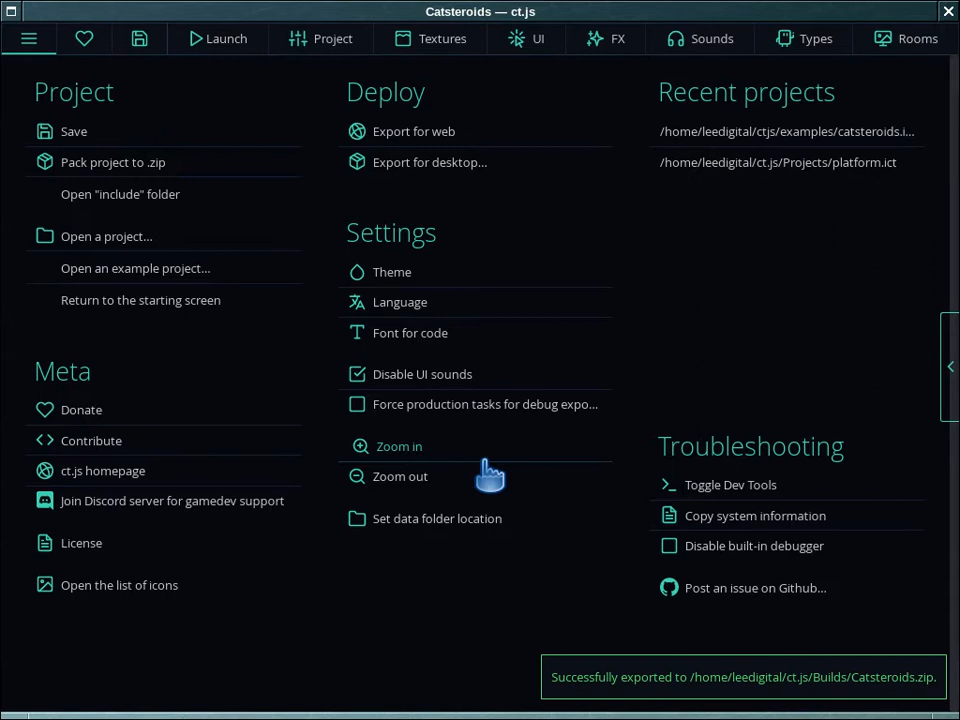 Catsteroids — ct.js
Launch
Project
Textures
UI
FX
Sounds
Types
Rooms
Project
Save
Pack project to .zip
Open "include" folder
Open a project...
Open an example project...
Return to the starting screen
Meta
Donate
Contribute
ct.js homepage
Join Discord server for gamedev support
License
Open the list of icons
Deploy
Export for web
Export for desktop...
Settings
Theme
Language
Font for code
Disable UI sounds
Force production tasks for debug expo...
Zoom in
Zoom out
Set data folder location
Recent projects
/home/leedigital/ctjs/examples/catsteroids.i...
/home/leedigital/ct.js/Projects/platform.ict
Troubleshooting
Toggle Dev Tools
Copy system information
Disable built-in debugger
Post an issue on Github...
Successfully exported to /home/leedigital/ct.js/Builds/Catsteroids.zip.